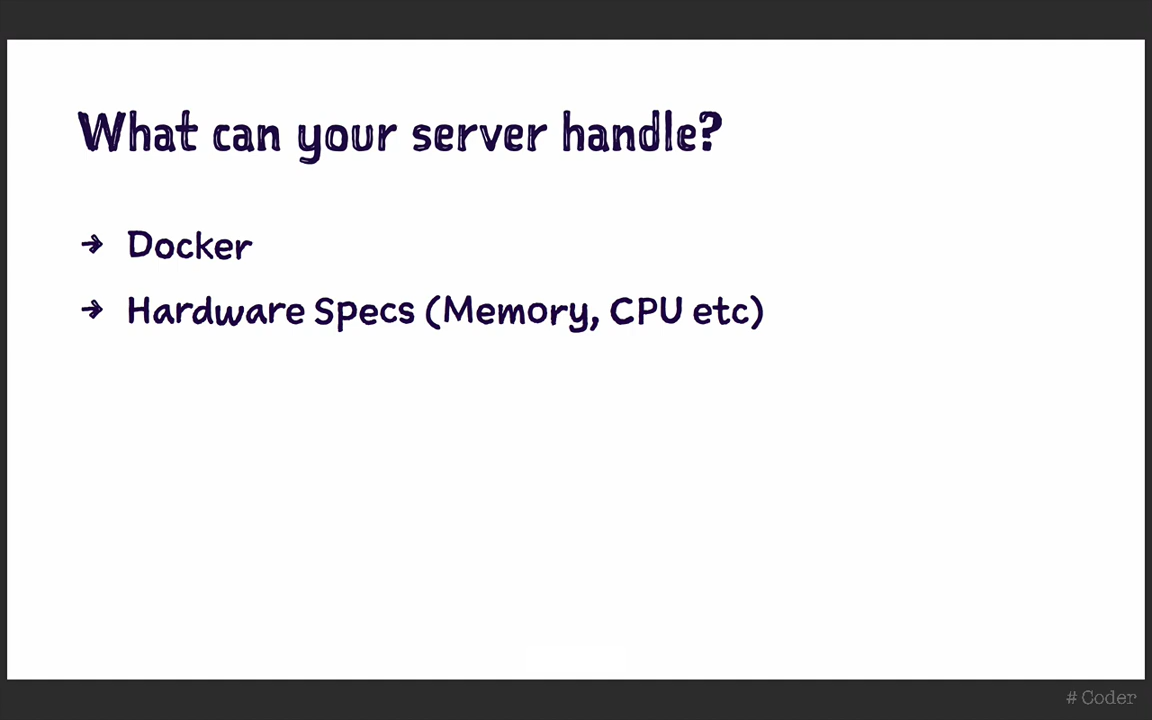 What can your server handle?
→ Docker
→ Hardware Specs (Memory, CPU etc)
# Coder